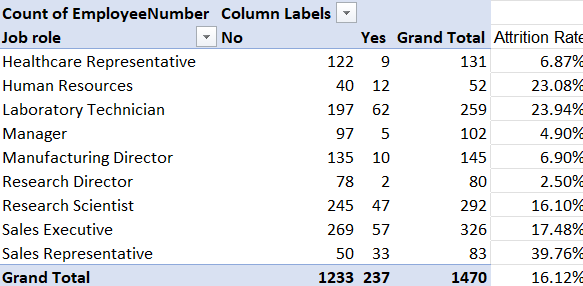 Count of EmployeeNumber Column Labels
Job role No Yes Grand Total Attrition Rate
Healthcare Representative 122 9 131 6.87%
Human Resources 40 12 52 23.08%
Laboratory Technician 197 62 259 23.94%
Manager 97 5 102 4.90%
Manufacturing Director 135 10 145 6.90%
Research Director 78 2 80 2.50%
Research Scientist 245 47 292 16.10%
Sales Executive 269 57 326 17.48%
Sales Representative 50 33 83 39.76%
Grand Total 1233 237 1470 16.12%